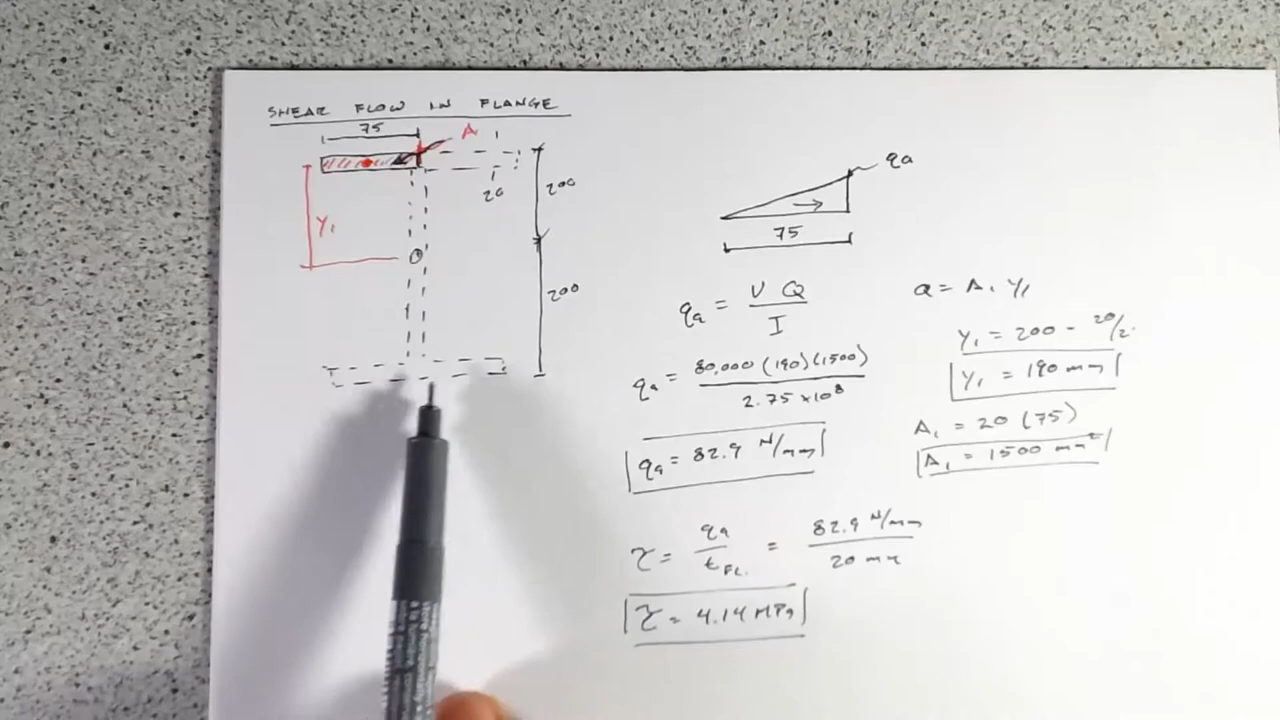 SHEAR FLOW IN FLANGE
75
A
20
200
Y1
200
qa
75
qa = V Q / I
Q = A1 Y1
Y1 = 200 - 20/2
Y1 = 190 mm
qa = 80,000 (190)(1500) / 2.75 x10^8
A1 = 20 (75)
A1 = 1500 mm²
qa = 82.9 N/mm
τ = qa / tFL. = 82.9 N/mm / 20 mm
τ = 4.14 MPa